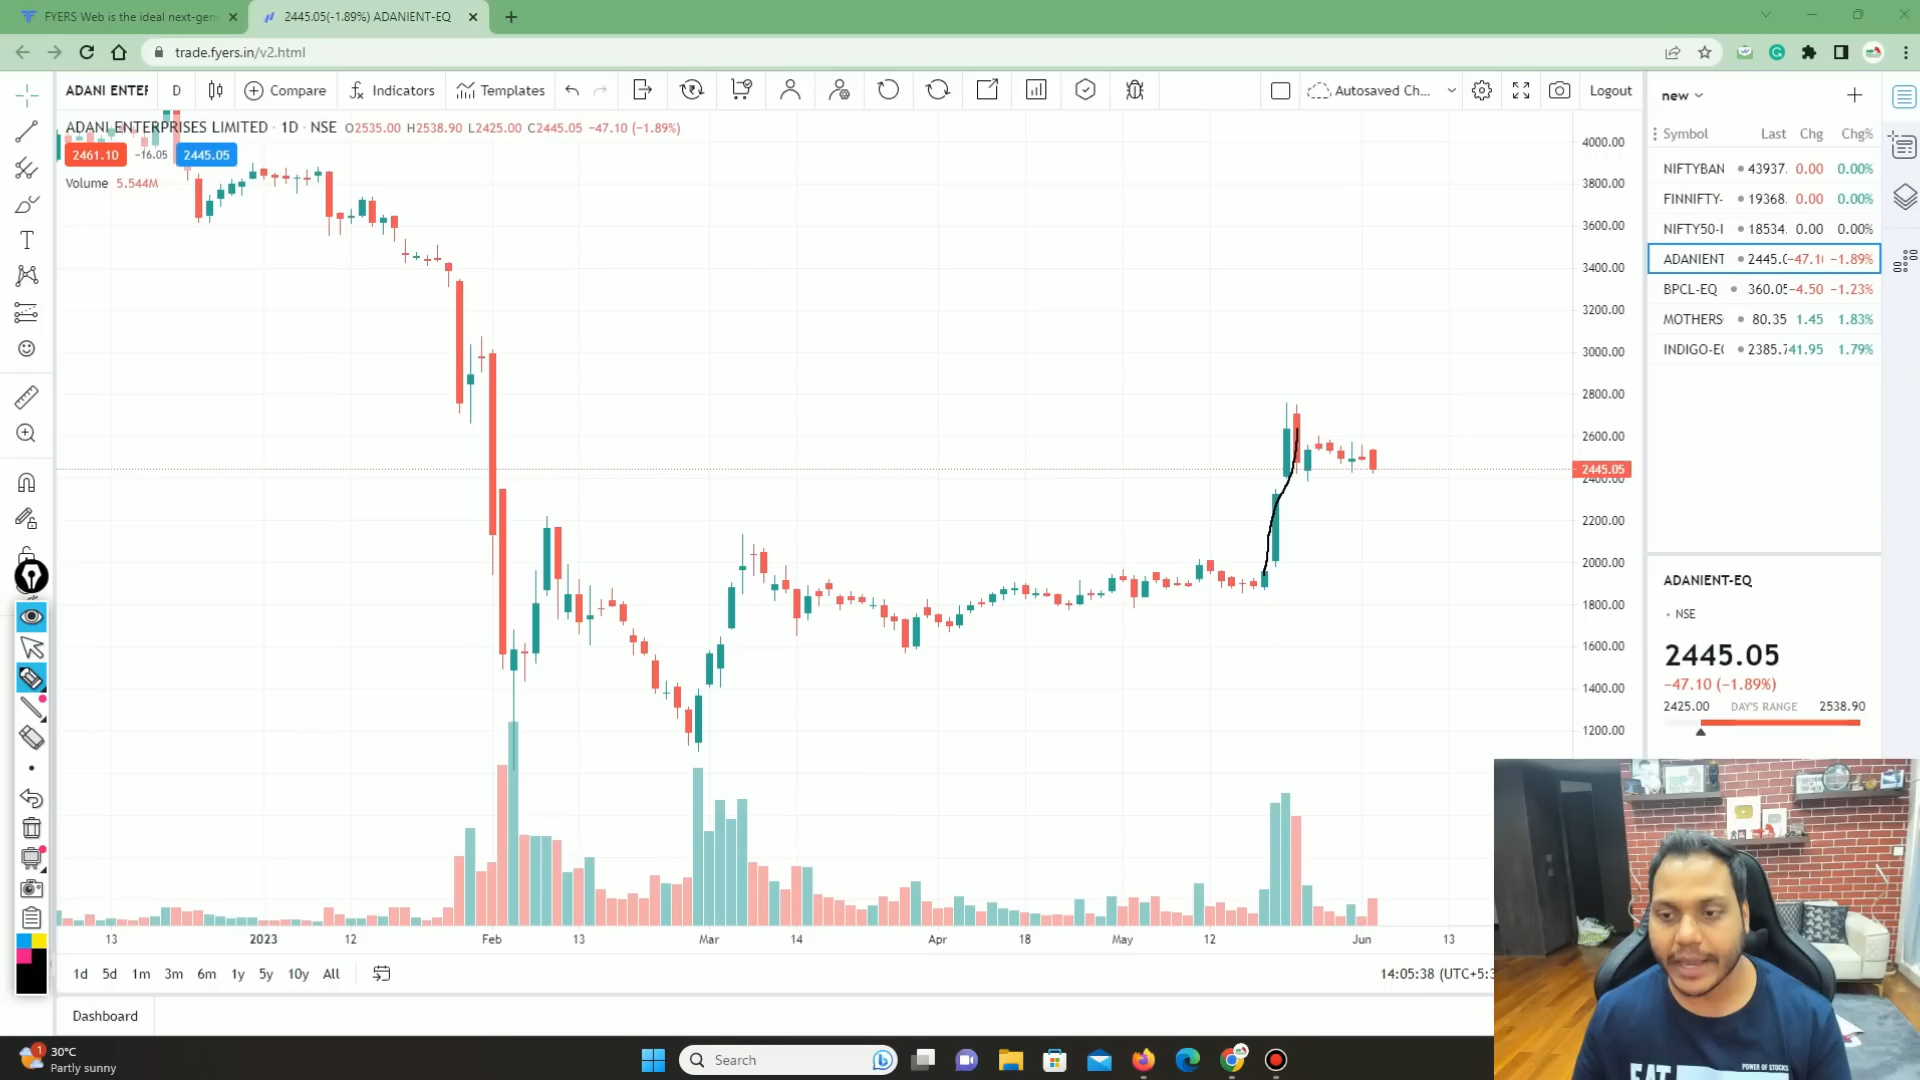 FYERS Web is the ideal next-gen
2445.05(-1.89%) ADANIENT-EQ
trade.fyers.in/v2.html
ADANI ENTER
D
Compare
Indicators
Templates
Autosaved Ch...
Logout
ADANI ENTERPRISES LIMITED · 1D · NSE O2535.00 H2538.90 L2425.00 C2445.05 −47.10 (−1.89%)
2461.10 −16.05 2445.05
Volume 5.544M
4000.00
3800.00
3600.00
3400.00
3200.00
3000.00
2800.00
2600.00
2445.05
2400.00
2200.00
2000.00
1800.00
1600.00
1400.00
1200.00
13 2023 12 Feb 13 Mar 14 Apr 18 May 12 Jun 13
1d 5d 1m 3m 6m 1y 5y 10y All
14:05:38 (UTC+5:3
Dashboard
new
Symbol Last Chg Chg%
NIFTYBAN 43937. 0.00 0.00%
FINNIFTY- 19368. 0.00 0.00%
NIFTY50-I 18534. 0.00 0.00%
ADANIENT 2445.0 −47.1 −1.89%
BPCL-EQ 360.05 −4.50 −1.23%
MOTHERS 80.35 1.45 1.83%
INDIGO-E 2385.7 41.95 1.79%
ADANIENT-EQ
• NSE
2445.05
−47.10 (−1.89%)
2425.00 DAY'S RANGE 2538.90
EAT
POWER OF STOCKS
1
30°C
Partly sunny
Search